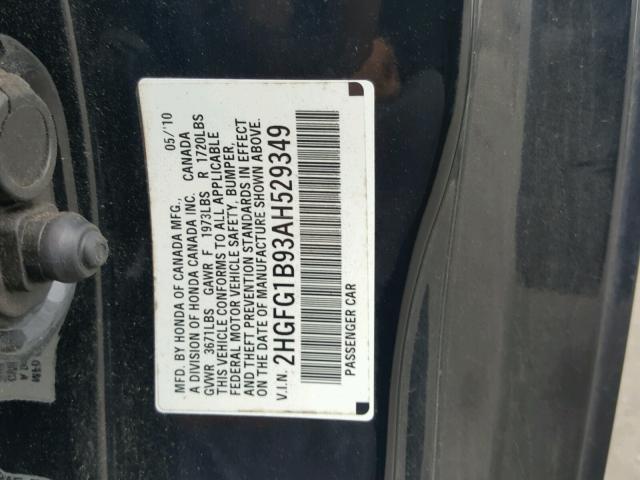 MFD. BY HONDA OF CANADA MFG., 05/'10
A DIVISION OF HONDA CANADA INC. CANADA
GVWR 3671LBS GAWR F 1973LBS R 1720LBS
THIS VEHICLE CONFORMS TO ALL APPLICABLE
FEDERAL MOTOR VEHICLE SAFETY, BUMPER,
AND THEFT PREVENTION STANDARDS IN EFFECT
ON THE DATE OF MANUFACTURE SHOWN ABOVE.
V.I.N. 2HGFG1B93AH529349
PASSENGER CAR